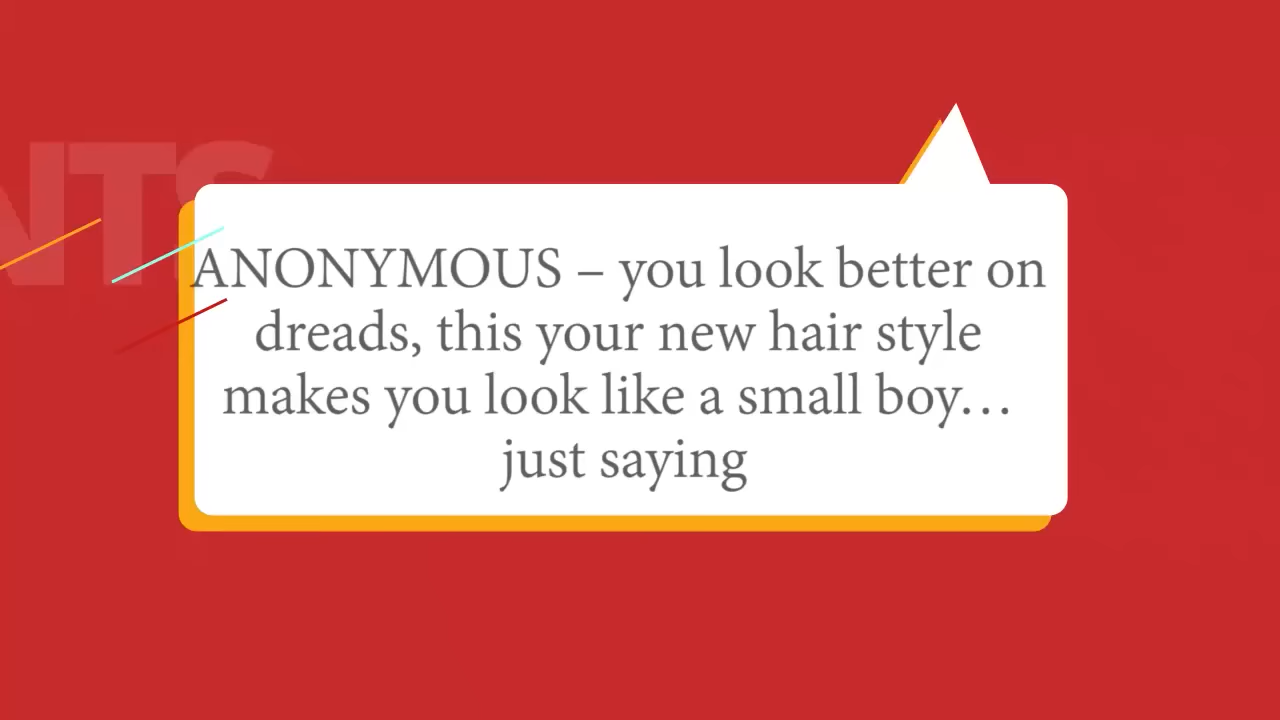 NTS
ANONYMOUS – you look better on
dreads, this your new hair style
makes you look like a small boy…
just saying